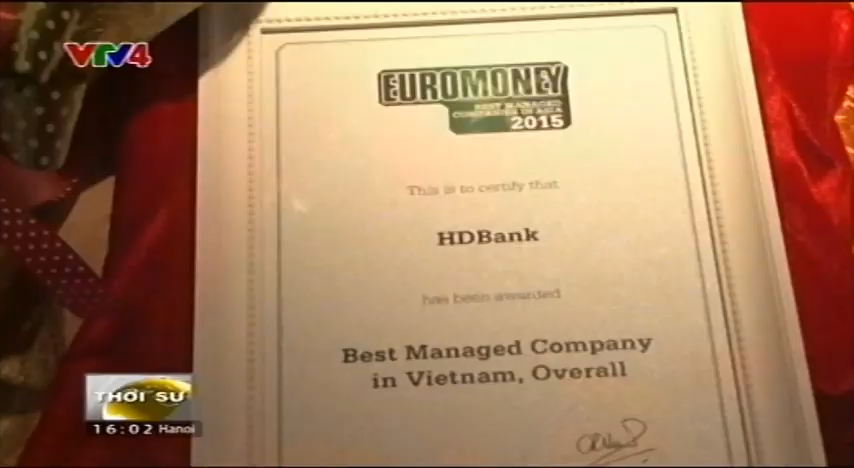 VTV4
EUROMONEY
BEST MANAGED
COMPANIES IN ASIA
2015
This is to certify that
HDBank
has been awarded
Best Managed Company
in Vietnam, Overall
THỜI SỰ
16:02 Hanoi